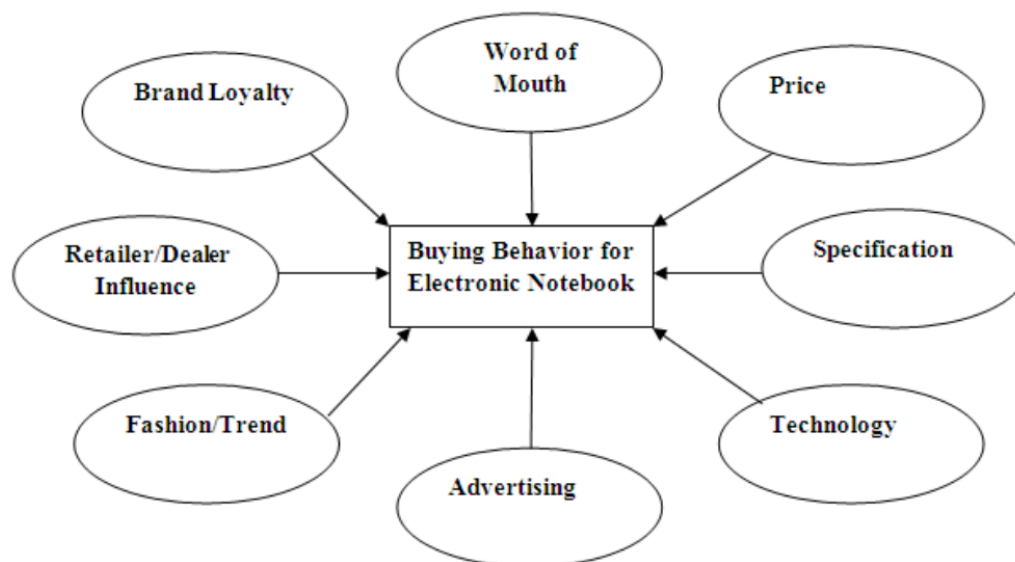 Word of
Mouth
Brand Loyalty
Price
Retailer/Dealer
Influence
Buying Behavior for
Electronic Notebook
Specification
Fashion/Trend
Technology
Advertising